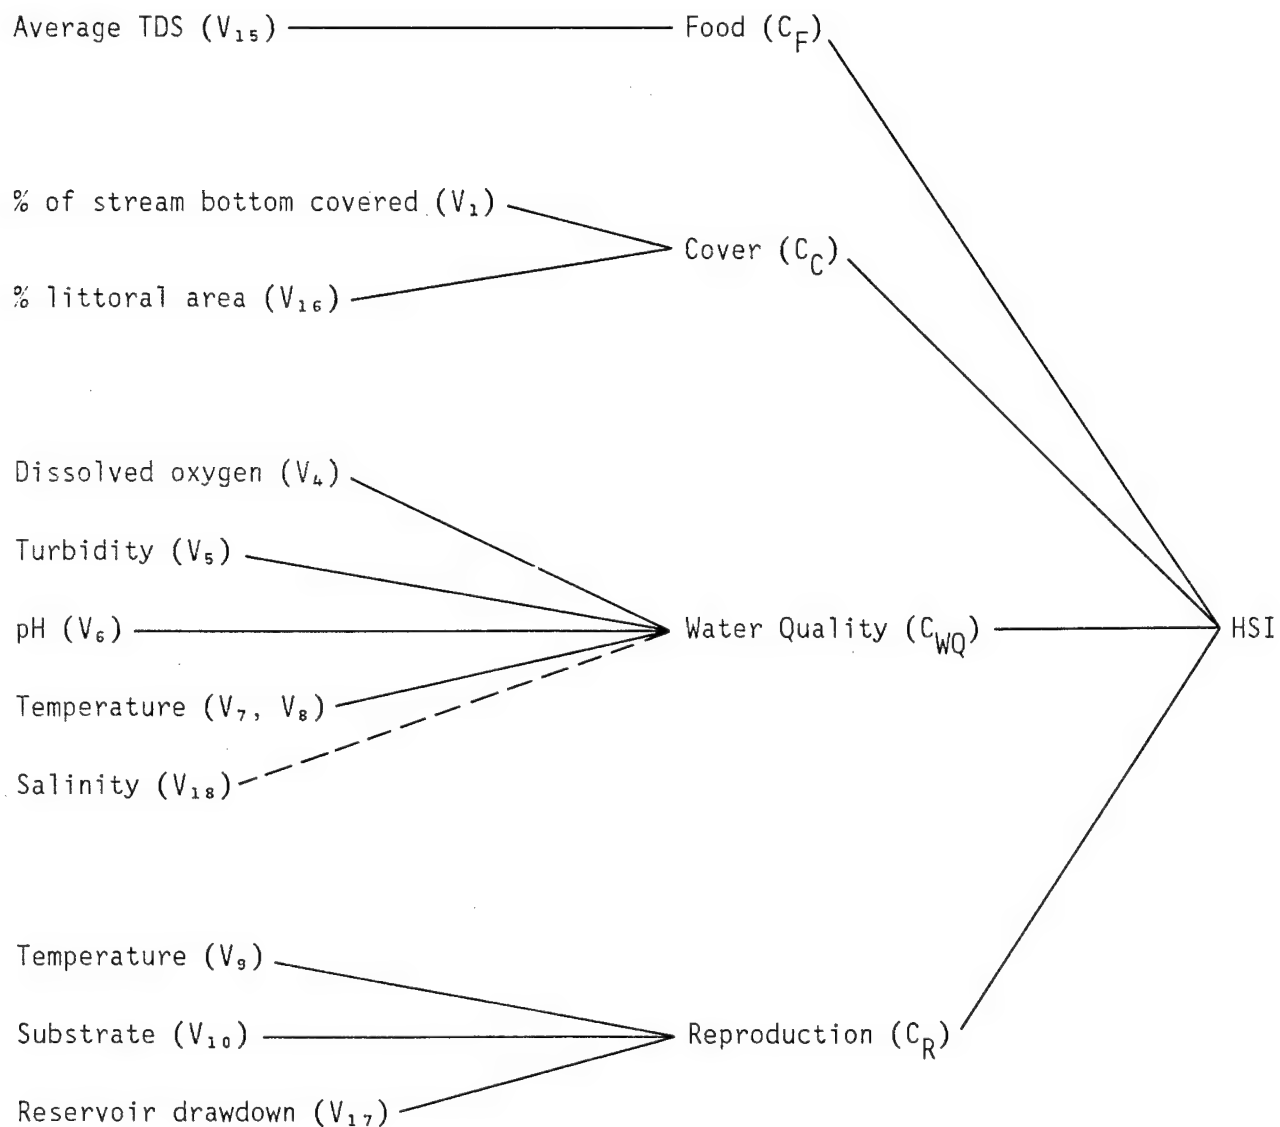 Average TDS (V₁₅) Food (C_F)
% of stream bottom covered (V₁)
Cover (C_C)
% littoral area (V₁₆)
Dissolved oxygen (V₄)
Turbidity (V₅)
pH (V₆) Water Quality (C_WQ) HSI
Temperature (V₇, V₈)
Salinity (V₁₈)
Temperature (V₉)
Substrate (V₁₀) Reproduction (C_R)
Reservoir drawdown (V₁₇)